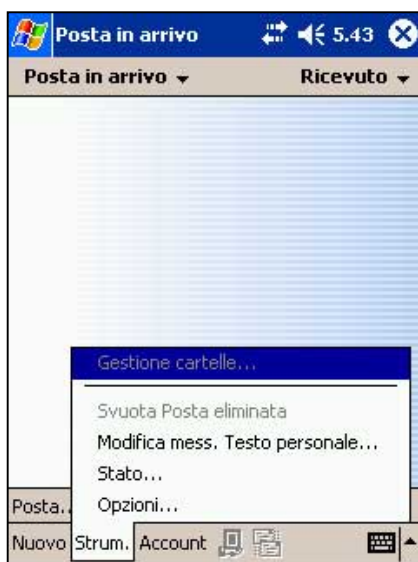 Posta in arrivo 5.43
Posta in arrivo Ricevuto
Gestione cartelle...
Svuota Posta eliminata
Modifica mess. Testo personale...
Stato...
Opzioni...
Posta..
Nuovo Strum. Account